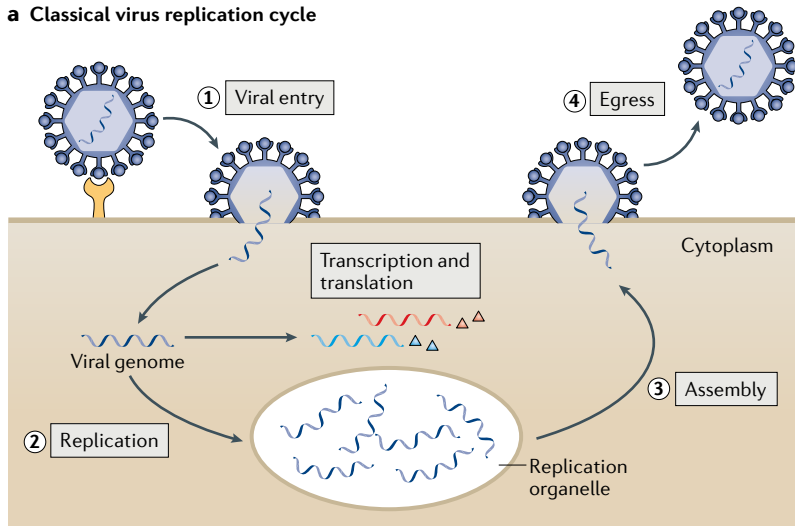 a Classical virus replication cycle
1 Viral entry
4 Egress
Cytoplasm
Transcription and
translation
Viral genome
2 Replication
3 Assembly
Replication
organelle